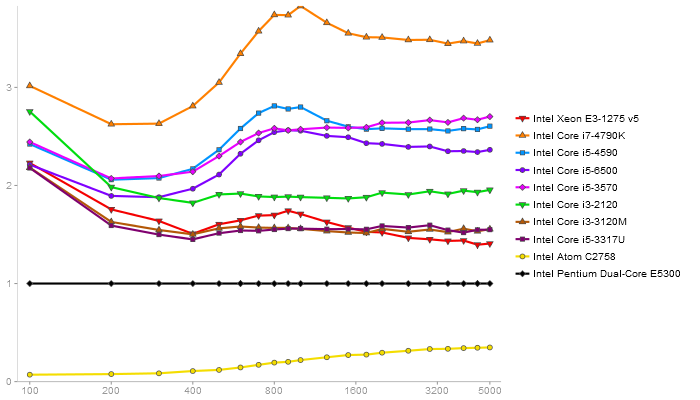 3
2
1
0
100 200 400 800 1600 3200 5000
Intel Xeon E3-1275 v5
Intel Core i7-4790K
Intel Core i5-4590
Intel Core i5-6500
Intel Core i5-3570
Intel Core i3-2120
Intel Core i3-3120M
Intel Core i5-3317U
Intel Atom C2758
Intel Pentium Dual-Core E5300